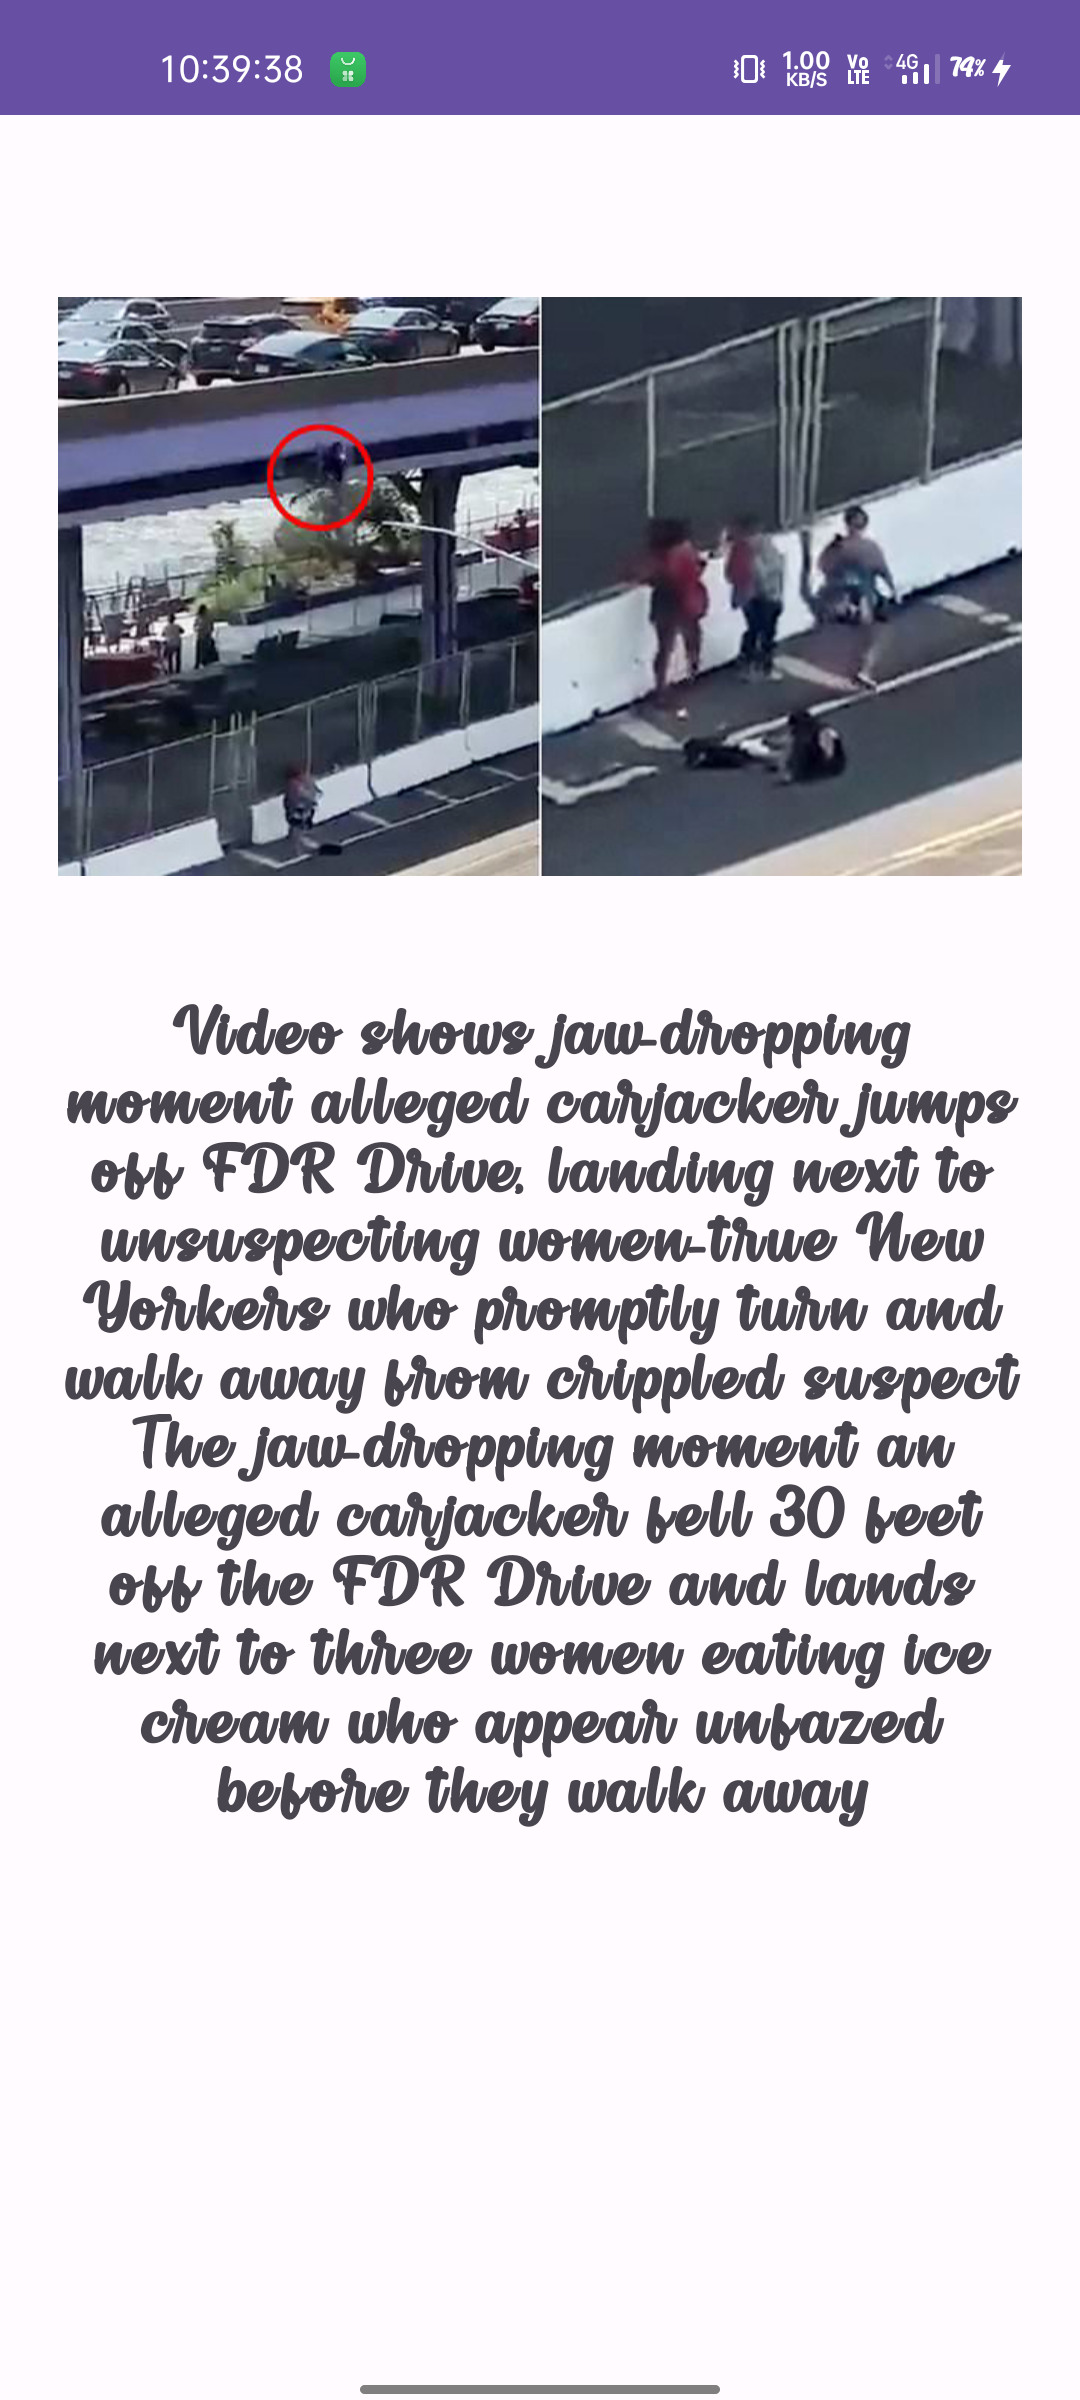 10:39:38
1.00
KB/S
Vo
LTE
4G
79%
Video shows jaw-dropping
moment alleged carjacker jumps
off FDR Drive, landing next to
unsuspecting women-true New
Yorkers who promptly turn and
walk away from crippled suspect
The jaw-dropping moment an
alleged carjacker fell 30 feet
off the FDR Drive and lands
next to three women eating ice
cream who appear unfazed
before they walk away